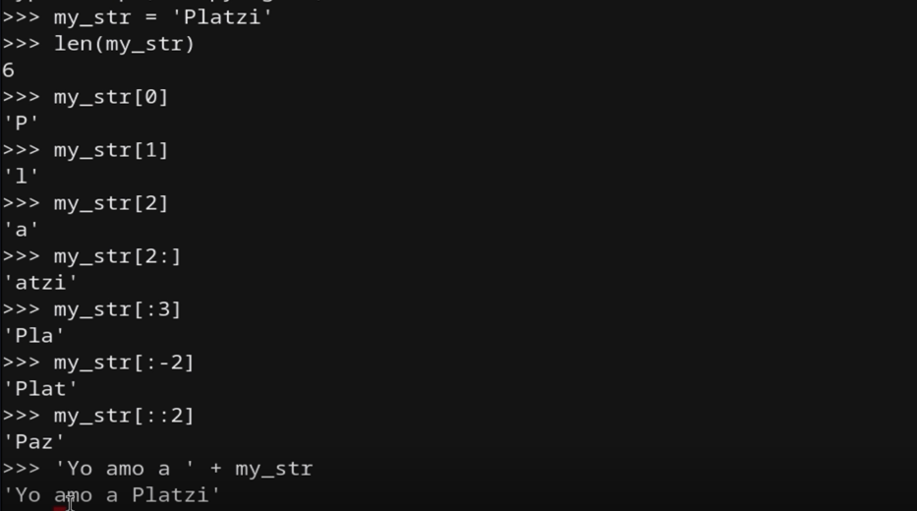 >>> my_str = 'Platzi'
>>> len(my_str)
6
>>> my_str[0]
'P'
>>> my_str[1]
'l'
>>> my_str[2]
'a'
>>> my_str[2:]
'atzi'
>>> my_str[:3]
'Pla'
>>> my_str[:-2]
'Plat'
>>> my_str[::2]
'Paz'
>>> 'Yo amo a ' + my_str
'Yo amo a Platzi'